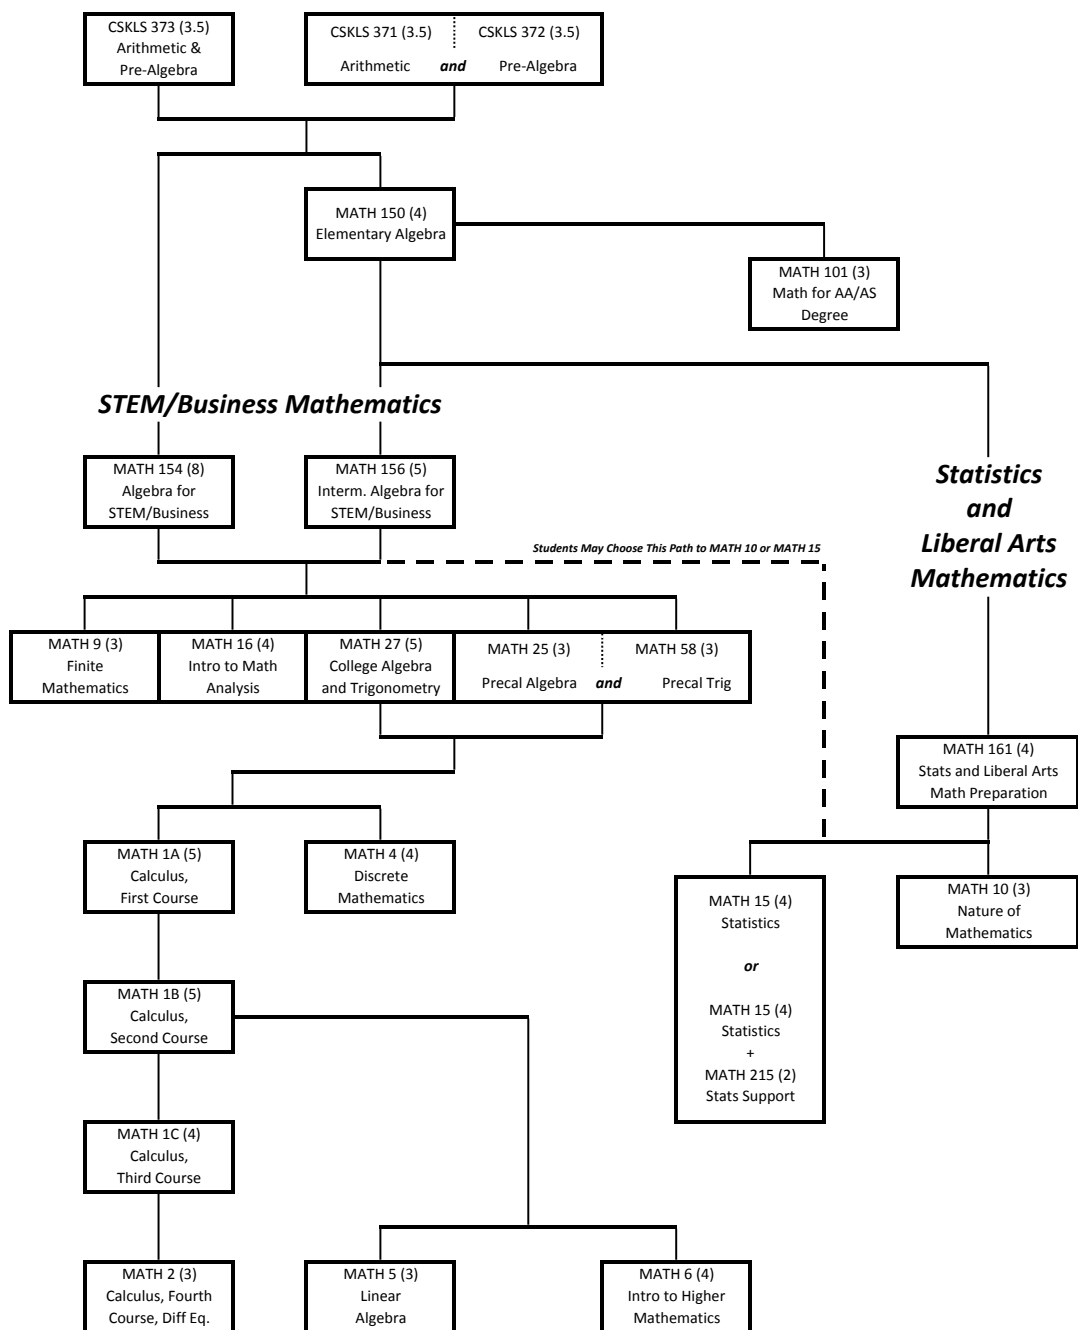 CSKLS 373 (3.5)
Arithmetic &
Pre-Algebra
CSKLS 371 (3.5)
CSKLS 372 (3.5)
Arithmetic and Pre-Algebra
MATH 150 (4)
Elementary Algebra
MATH 101 (3)
Math for AA/AS
Degree
STEM/Business Mathematics
Statistics
and
Liberal Arts
Mathematics
MATH 154 (8)
Algebra for
STEM/Business
MATH 156 (5)
Interm. Algebra for
STEM/Business
Students May Choose This Path to MATH 10 or MATH 15
MATH 9 (3)
Finite
Mathematics
MATH 16 (4)
Intro to Math
Analysis
MATH 27 (5)
College Algebra
and Trigonometry
MATH 25 (3)
MATH 58 (3)
Precal Algebra and Precal Trig
MATH 161 (4)
Stats and Liberal Arts
Math Preparation
MATH 1A (5)
Calculus,
First Course
MATH 4 (4)
Discrete
Mathematics
MATH 15 (4)
Statistics
or
MATH 15 (4)
Statistics
+
MATH 215 (2)
Stats Support
MATH 10 (3)
Nature of
Mathematics
MATH 1B (5)
Calculus,
Second Course
MATH 1C (4)
Calculus,
Third Course
MATH 2 (3)
Calculus, Fourth
Course, Diff Eq.
MATH 5 (3)
Linear
Algebra
MATH 6 (4)
Intro to Higher
Mathematics